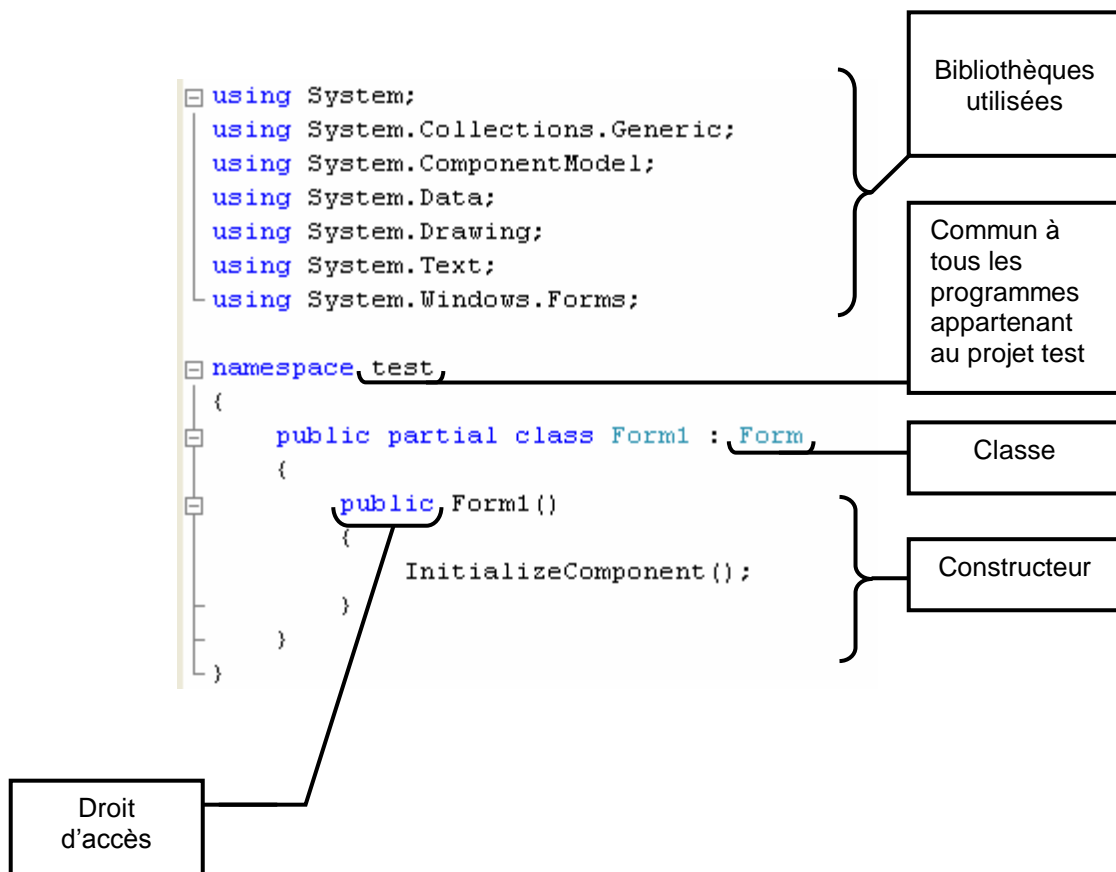 Bibliothèques
utilisées
using System;
using System.Collections.Generic;
using System.ComponentModel;
using System.Data;
using System.Drawing;
using System.Text;
using System.Windows.Forms;
Commun à
tous les
programmes
appartenant
au projet test
namespace test
{
public partial class Form1 : Form
Classe
{
public Form1()
{
InitializeComponent();
Constructeur
}
}
}
Droit
d’accès